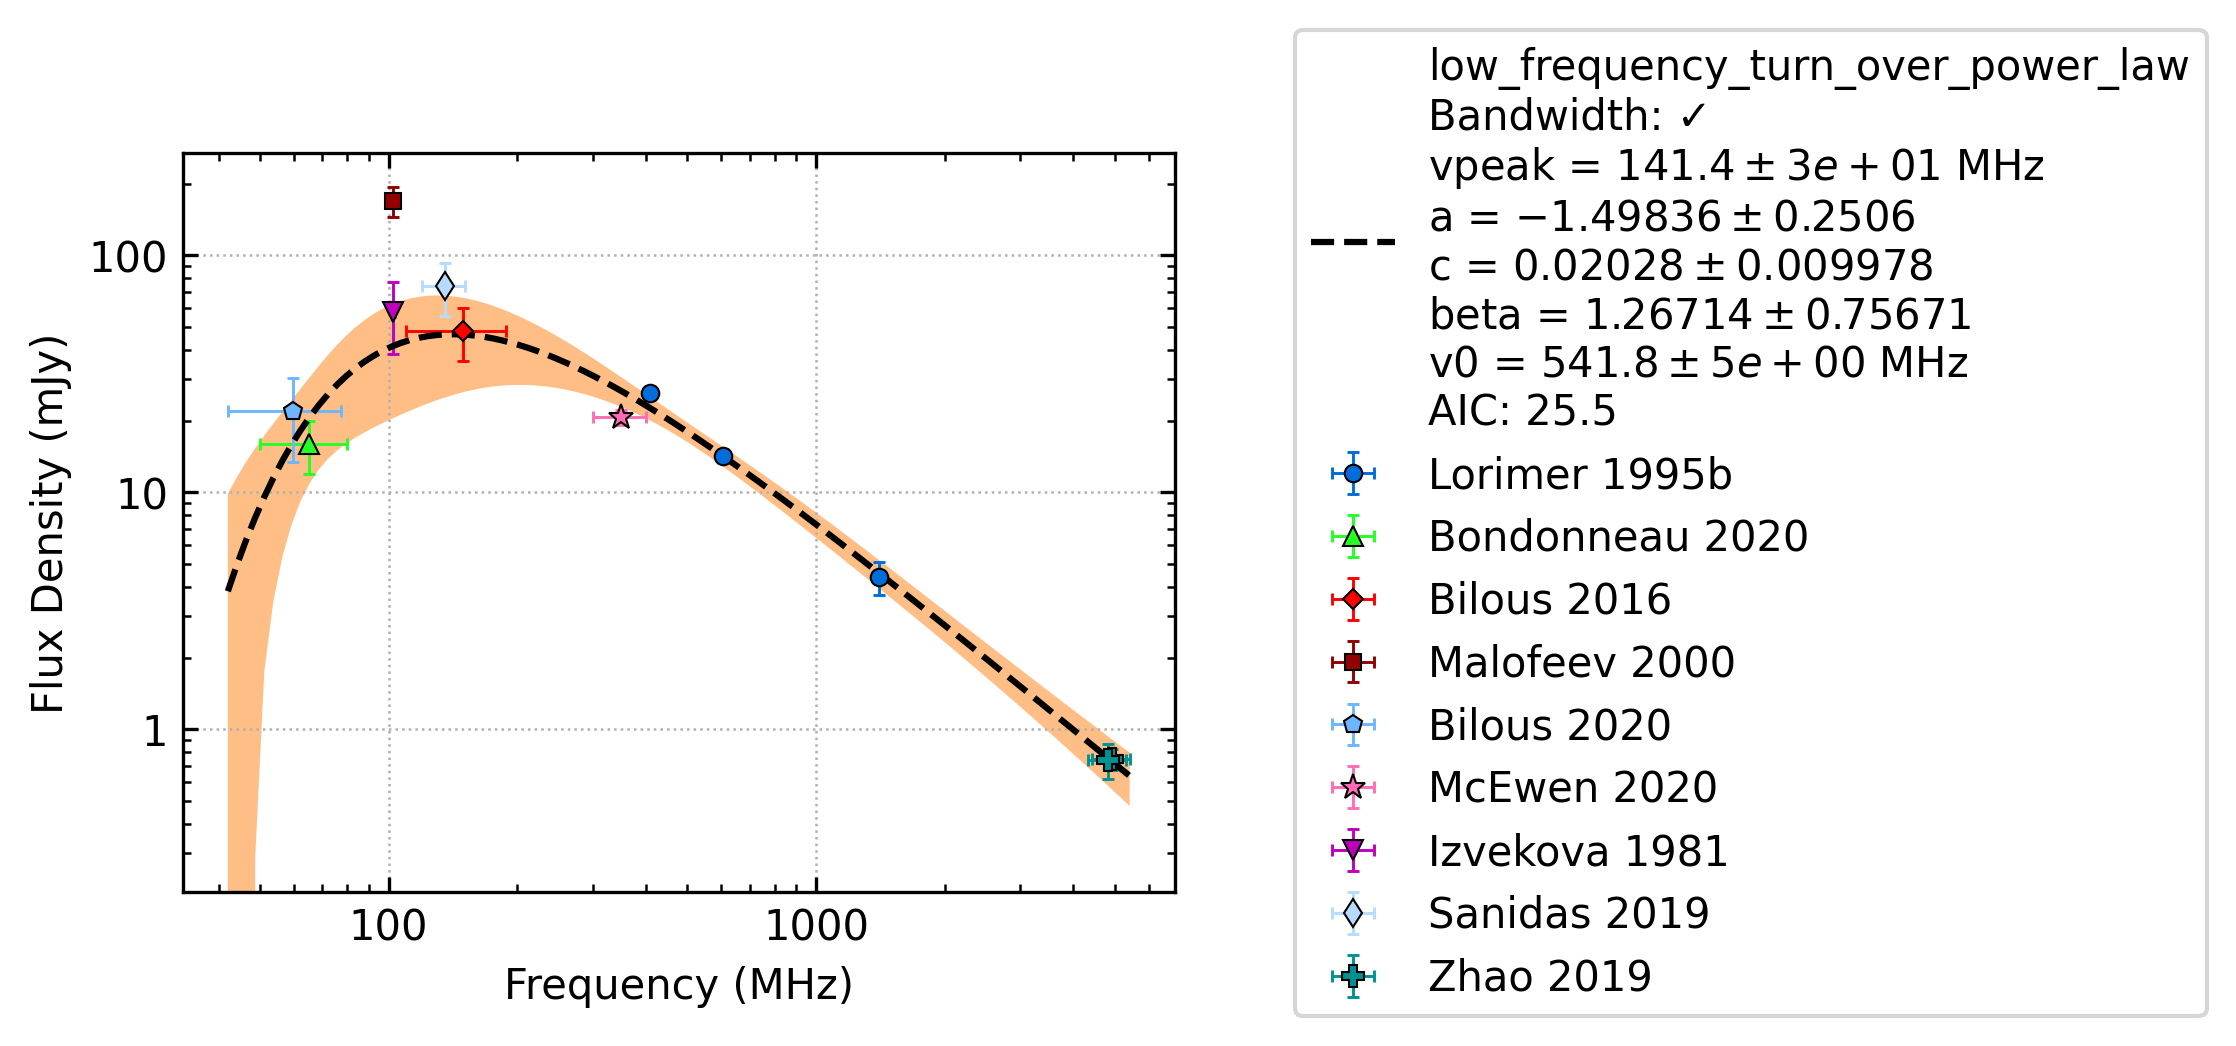 low_frequency_turn_over_power_law
Bandwidth: ✓
vpeak = 141.4 ± 3e + 01 MHz
a = −1.49836 ± 0.2506
c = 0.02028 ± 0.009978
beta = 1.26714 ± 0.75671
v0 = 541.8 ± 5e + 00 MHz
AIC: 25.5
Lorimer 1995b
Bondonneau 2020
Bilous 2016
Malofeev 2000
Bilous 2020
McEwen 2020
Izvekova 1981
Sanidas 2019
Zhao 2019
Flux Density (mJy)
100
10
1
100
1000
Frequency (MHz)